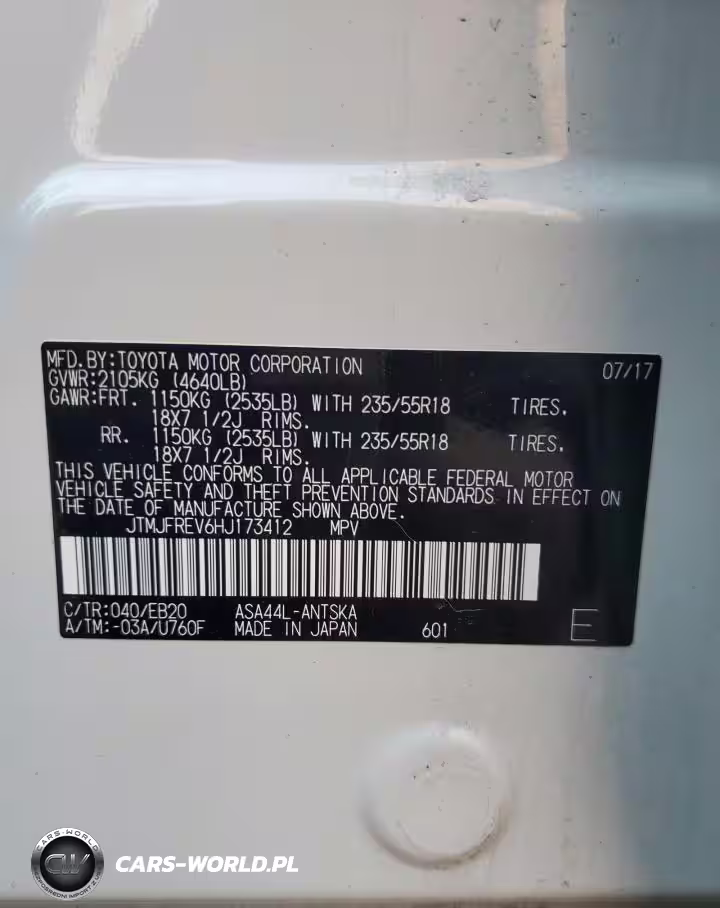 MFD.BY:TOYOTA MOTOR CORPORATION 07/17
GVWR:2105KG (4640LB)
GAWR:FRT. 1150KG (2535LB) WITH 235/55R18 TIRES.
18X7 1/2J RIMS.
RR. 1150KG (2535LB) WITH 235/55R18 TIRES.
18X7 1/2J RIMS.
THIS VEHICLE CONFORMS TO ALL APPLICABLE FEDERAL MOTOR
VEHICLE SAFETY AND THEFT PREVENTION STANDARDS IN EFFECT ON
THE DATE OF MANUFACTURE SHOWN ABOVE.
JTMJFREV6HJ173412 MPV
C/TR:040/EB20 ASA44L-ANTSKA
A/TM:-03A/U760F MADE IN JAPAN 601 E
CARS-WORLD
CW
CARS-WORLD.PL